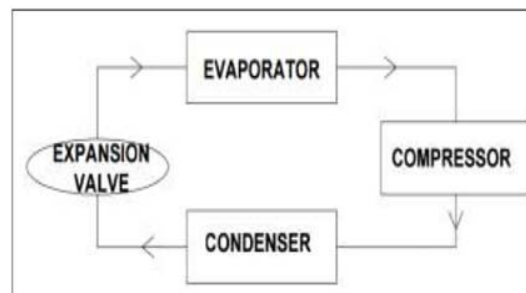 EVAPORATOR
EXPANSION
VALVE
COMPRESSOR
CONDENSER